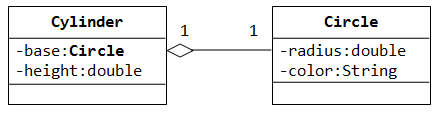 Cylinder
-base:Circle
-height:double
1 1
Circle
-radius:double
-color:String